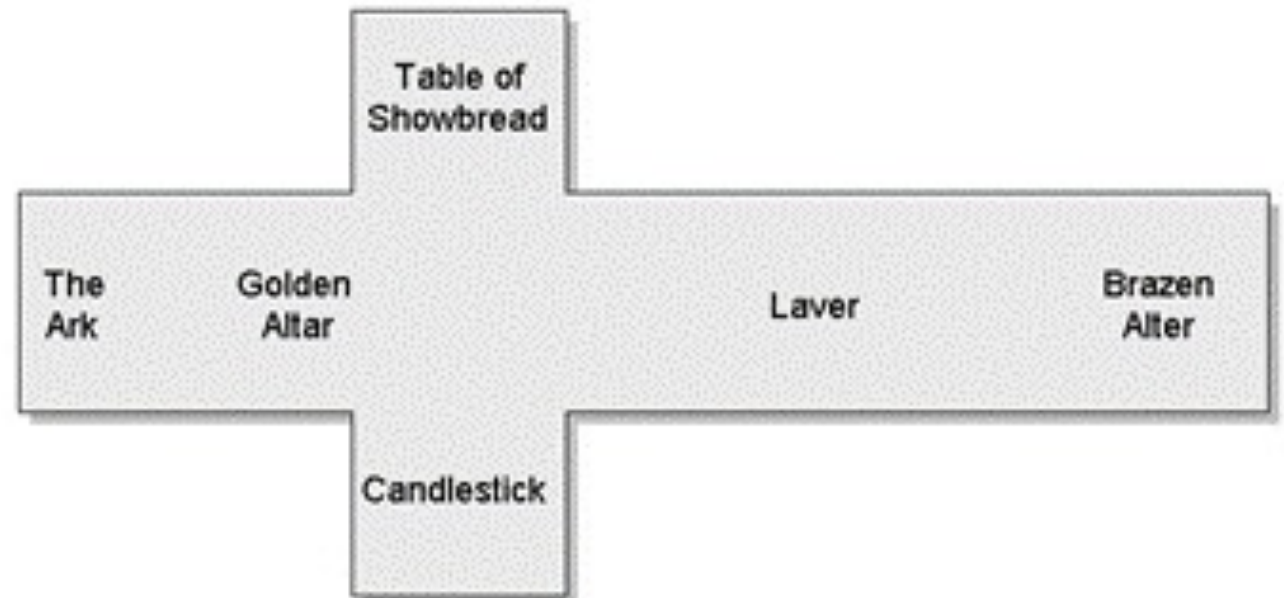 Table of
Showbread
The
Ark
Golden
Altar
Laver
Brazen
Alter
Candlestick